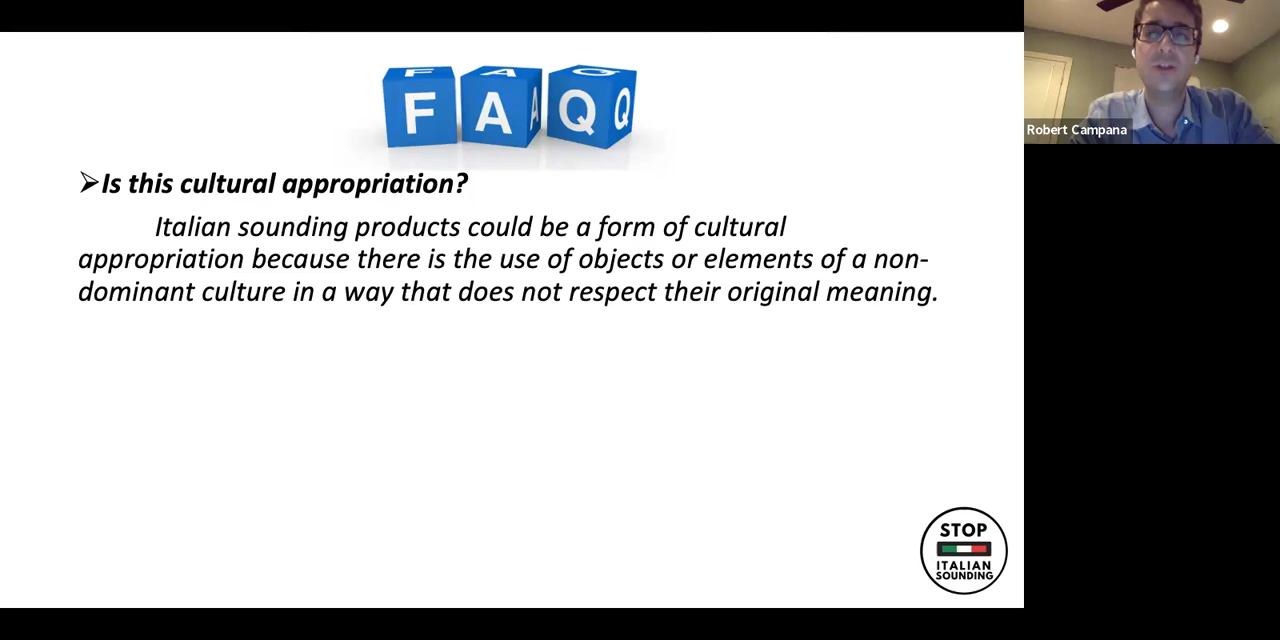 F A Q
F A Q
➢Is this cultural appropriation?
Italian sounding products could be a form of cultural
appropriation because there is the use of objects or elements of a non-
dominant culture in a way that does not respect their original meaning.
Robert Campana
STOP
ITALIAN
SOUNDING